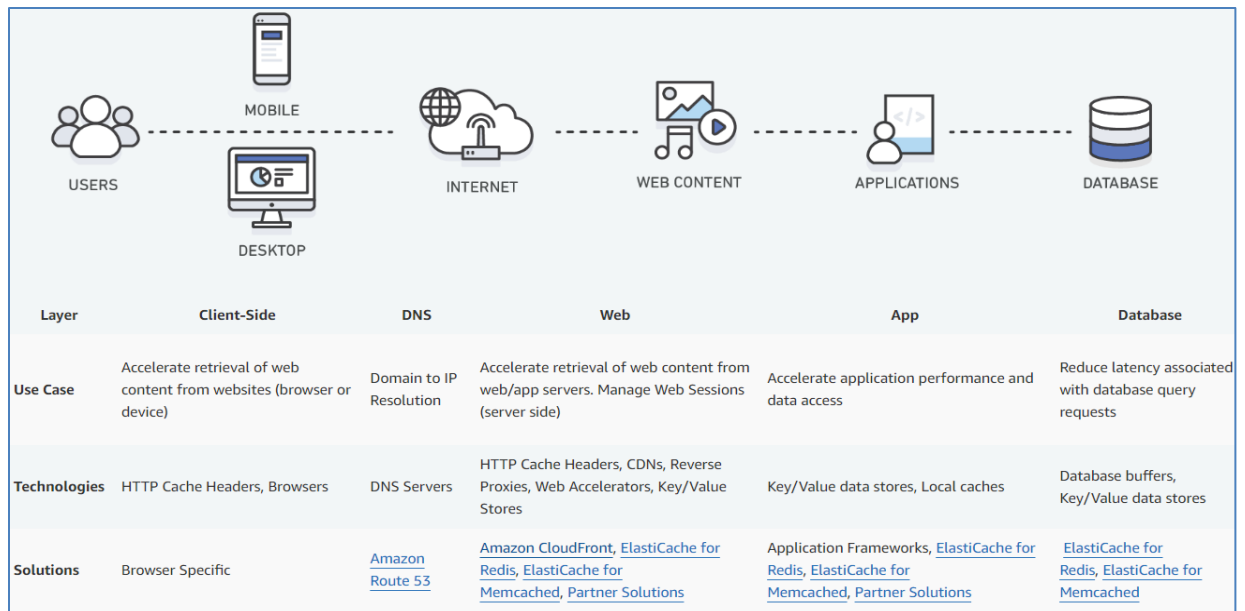 MOBILE
USERS
INTERNET
WEB CONTENT
APPLICATIONS
DATABASE
DESKTOP
</>
Layer
Client-Side
DNS
Web
App
Database
Use Case
Accelerate retrieval of web
content from websites (browser or
device)
Domain to IP
Resolution
Accelerate retrieval of web content from
web/app servers. Manage Web Sessions
(server side)
Accelerate application performance and
data access
Reduce latency associated
with database query
requests
Technologies
HTTP Cache Headers, Browsers
DNS Servers
HTTP Cache Headers, CDNs, Reverse
Proxies, Web Accelerators, Key/Value
Stores
Key/Value data stores, Local caches
Database buffers,
Key/Value data stores
Solutions
Browser Specific
Amazon
Route 53
Amazon CloudFront, ElastiCache for
Redis, ElastiCache for
Memcached, Partner Solutions
Application Frameworks, ElastiCache for
Redis, ElastiCache for
Memcached, Partner Solutions
ElastiCache for
Redis, ElastiCache for
Memcached